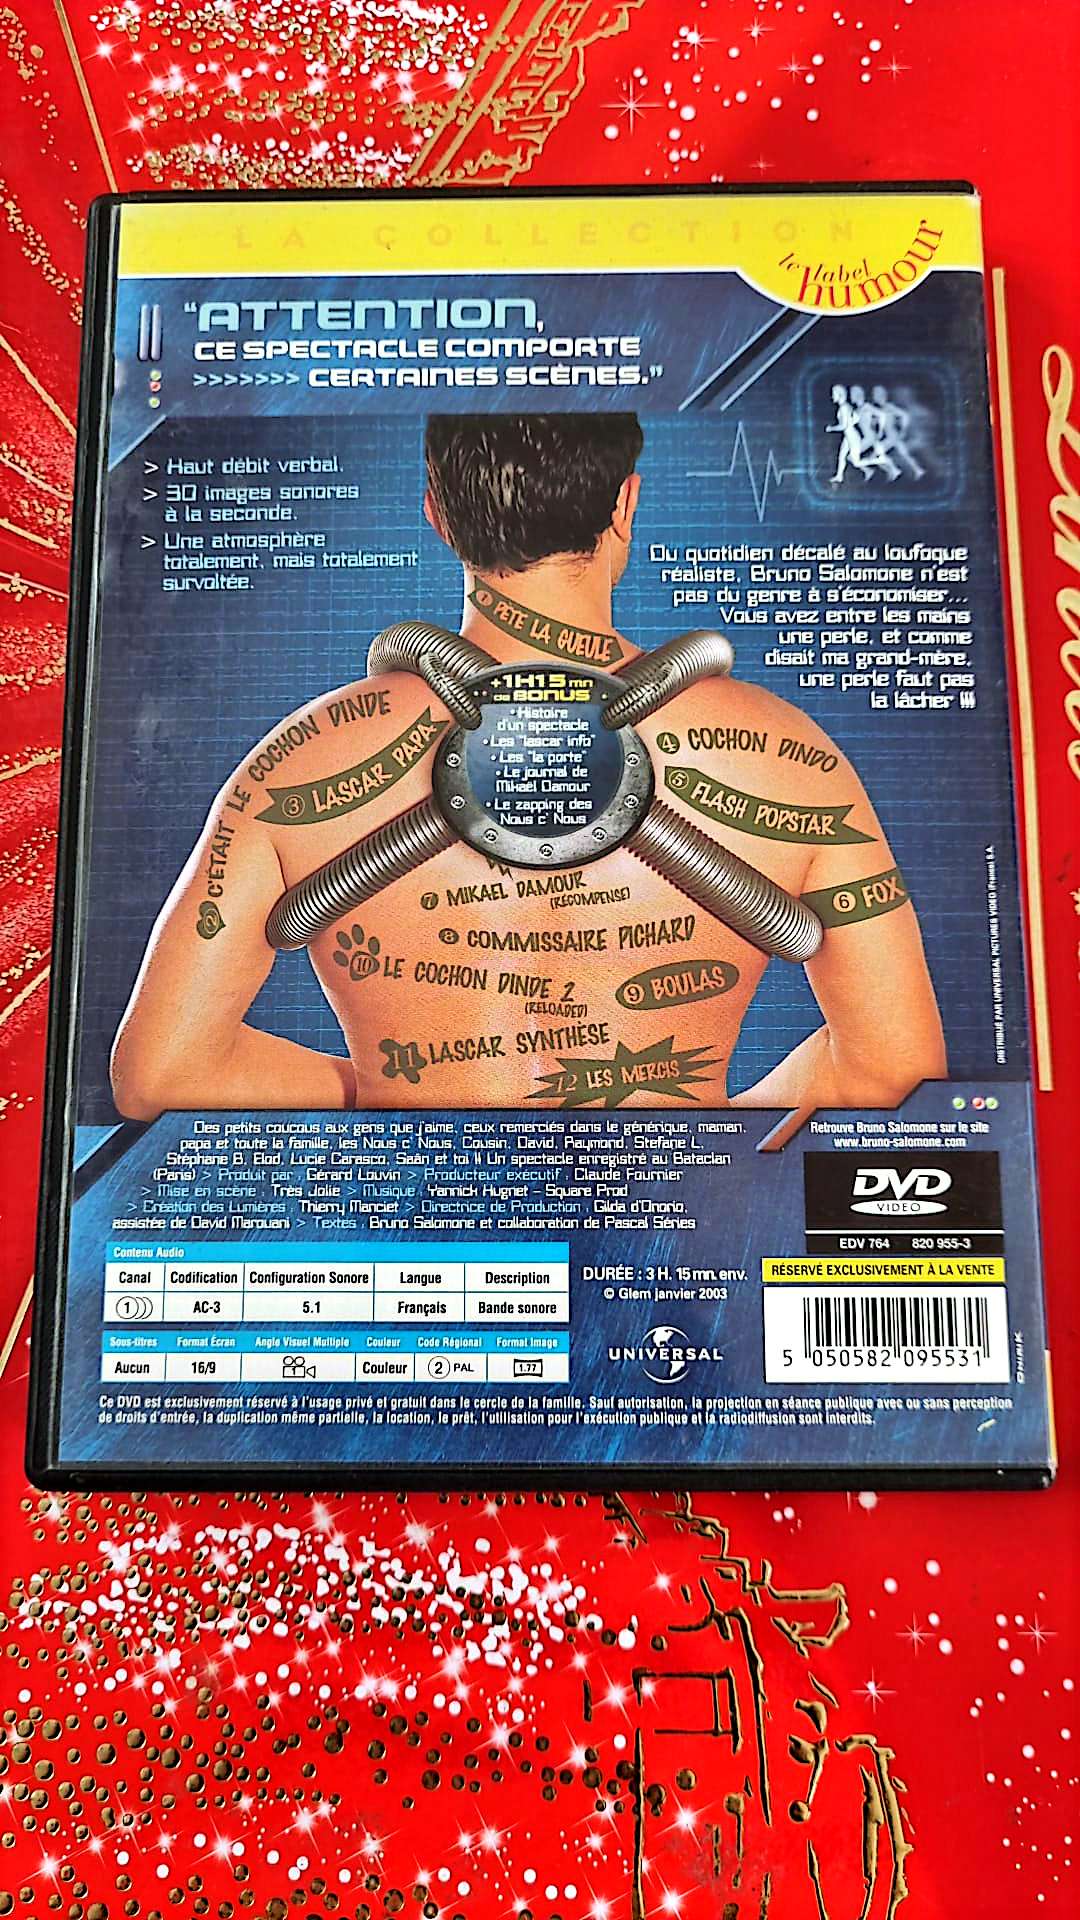 LA COLLECTION
le label
humour
"ATTENTION,
CE SPECTACLE COMPORTE
>>>>>>> CERTAINES SCÈNES."
> Haut débit verbal.
> 30 images sonores
à la seconde.
> Une atmosphère
totalement, mais totalement
survoltée.
Du quotidien décalé au loufoque
réaliste, Bruno Salomone n'est
pas du genre à s'économiser...
Vous avez entre les mains
une perle, et comme
disait ma grand-mère,
une perle faut pas
la lâcher !!!
1 PÈTE LA GUEULE
2 C'ÉTAIT LE COCHON DINDE
3 LASCAR PAPA
4 COCHON DINDO
5 FLASH POPSTAR
6 FOX
+1H15 mn
de BONUS
• Histoire
d'un spectacle
• Les "lascar info"
• Les "la porte"
• Le journal de
Mikaël Damour
• Le zapping des
Nous c' Nous
7 MIKAEL DAMOUR
(RECOMPENSE)
8 COMMISSAIRE PICHARD
9 BOULAS
10 LE COCHON DINDE 2
(RELOADED)
11 LASCAR SYNTHÈSE
12 LES MERCIS
DISTRIBUÉ PAR UNIVERSAL PICTURES VIDEO (France) S.A.
Des petits coucous aux gens que j'aime, ceux remerciés dans le générique, maman,
papa et toute la famille, les Nous c' Nous, Cousin, David, Raymond, Stefane L,
Stéphane B, Elod, Lucie Carasco, Saän et toi !! Un spectacle enregistré au Bataclan
(Paris) > Produit par : Gérard Louvin > Producteur exécutif : Claude Fournier
> Mise en scène : Très Jolie > Musique : Yannick Hugnet – Square Prod
> Création des Lumières : Thierry Manciet > Directrice de Production : Gilda d'Onorio,
assistée de David Marouani > Textes : Bruno Salomone et collaboration de Pascal Séries
Retrouve Bruno Salomone sur le site
www.bruno-salomone.com
DVD
VIDEO
EDV 764 820 955-3
Contenu Audio
Canal Codification Configuration Sonore Langue Description
1 AC-3 5.1 Français Bande sonore
Sous-titres Format Écran Angle Visuel Multiple Couleur Code Régional Format Image
Aucun 16/9 1 Couleur 2 PAL 1.77
DURÉE : 3 H. 15 mn. env.
© Glem janvier 2003
UNIVERSAL
RÉSERVÉ EXCLUSIVEMENT À LA VENTE
5 050582 095531
Ce DVD est exclusivement réservé à l'usage privé et gratuit dans le cercle de la famille. Sauf autorisation, la projection en séance publique avec ou sans perception
de droits d'entrée, la duplication même partielle, la location, le prêt, l'utilisation pour l'exécution publique et la radiodiffusion sont interdits.